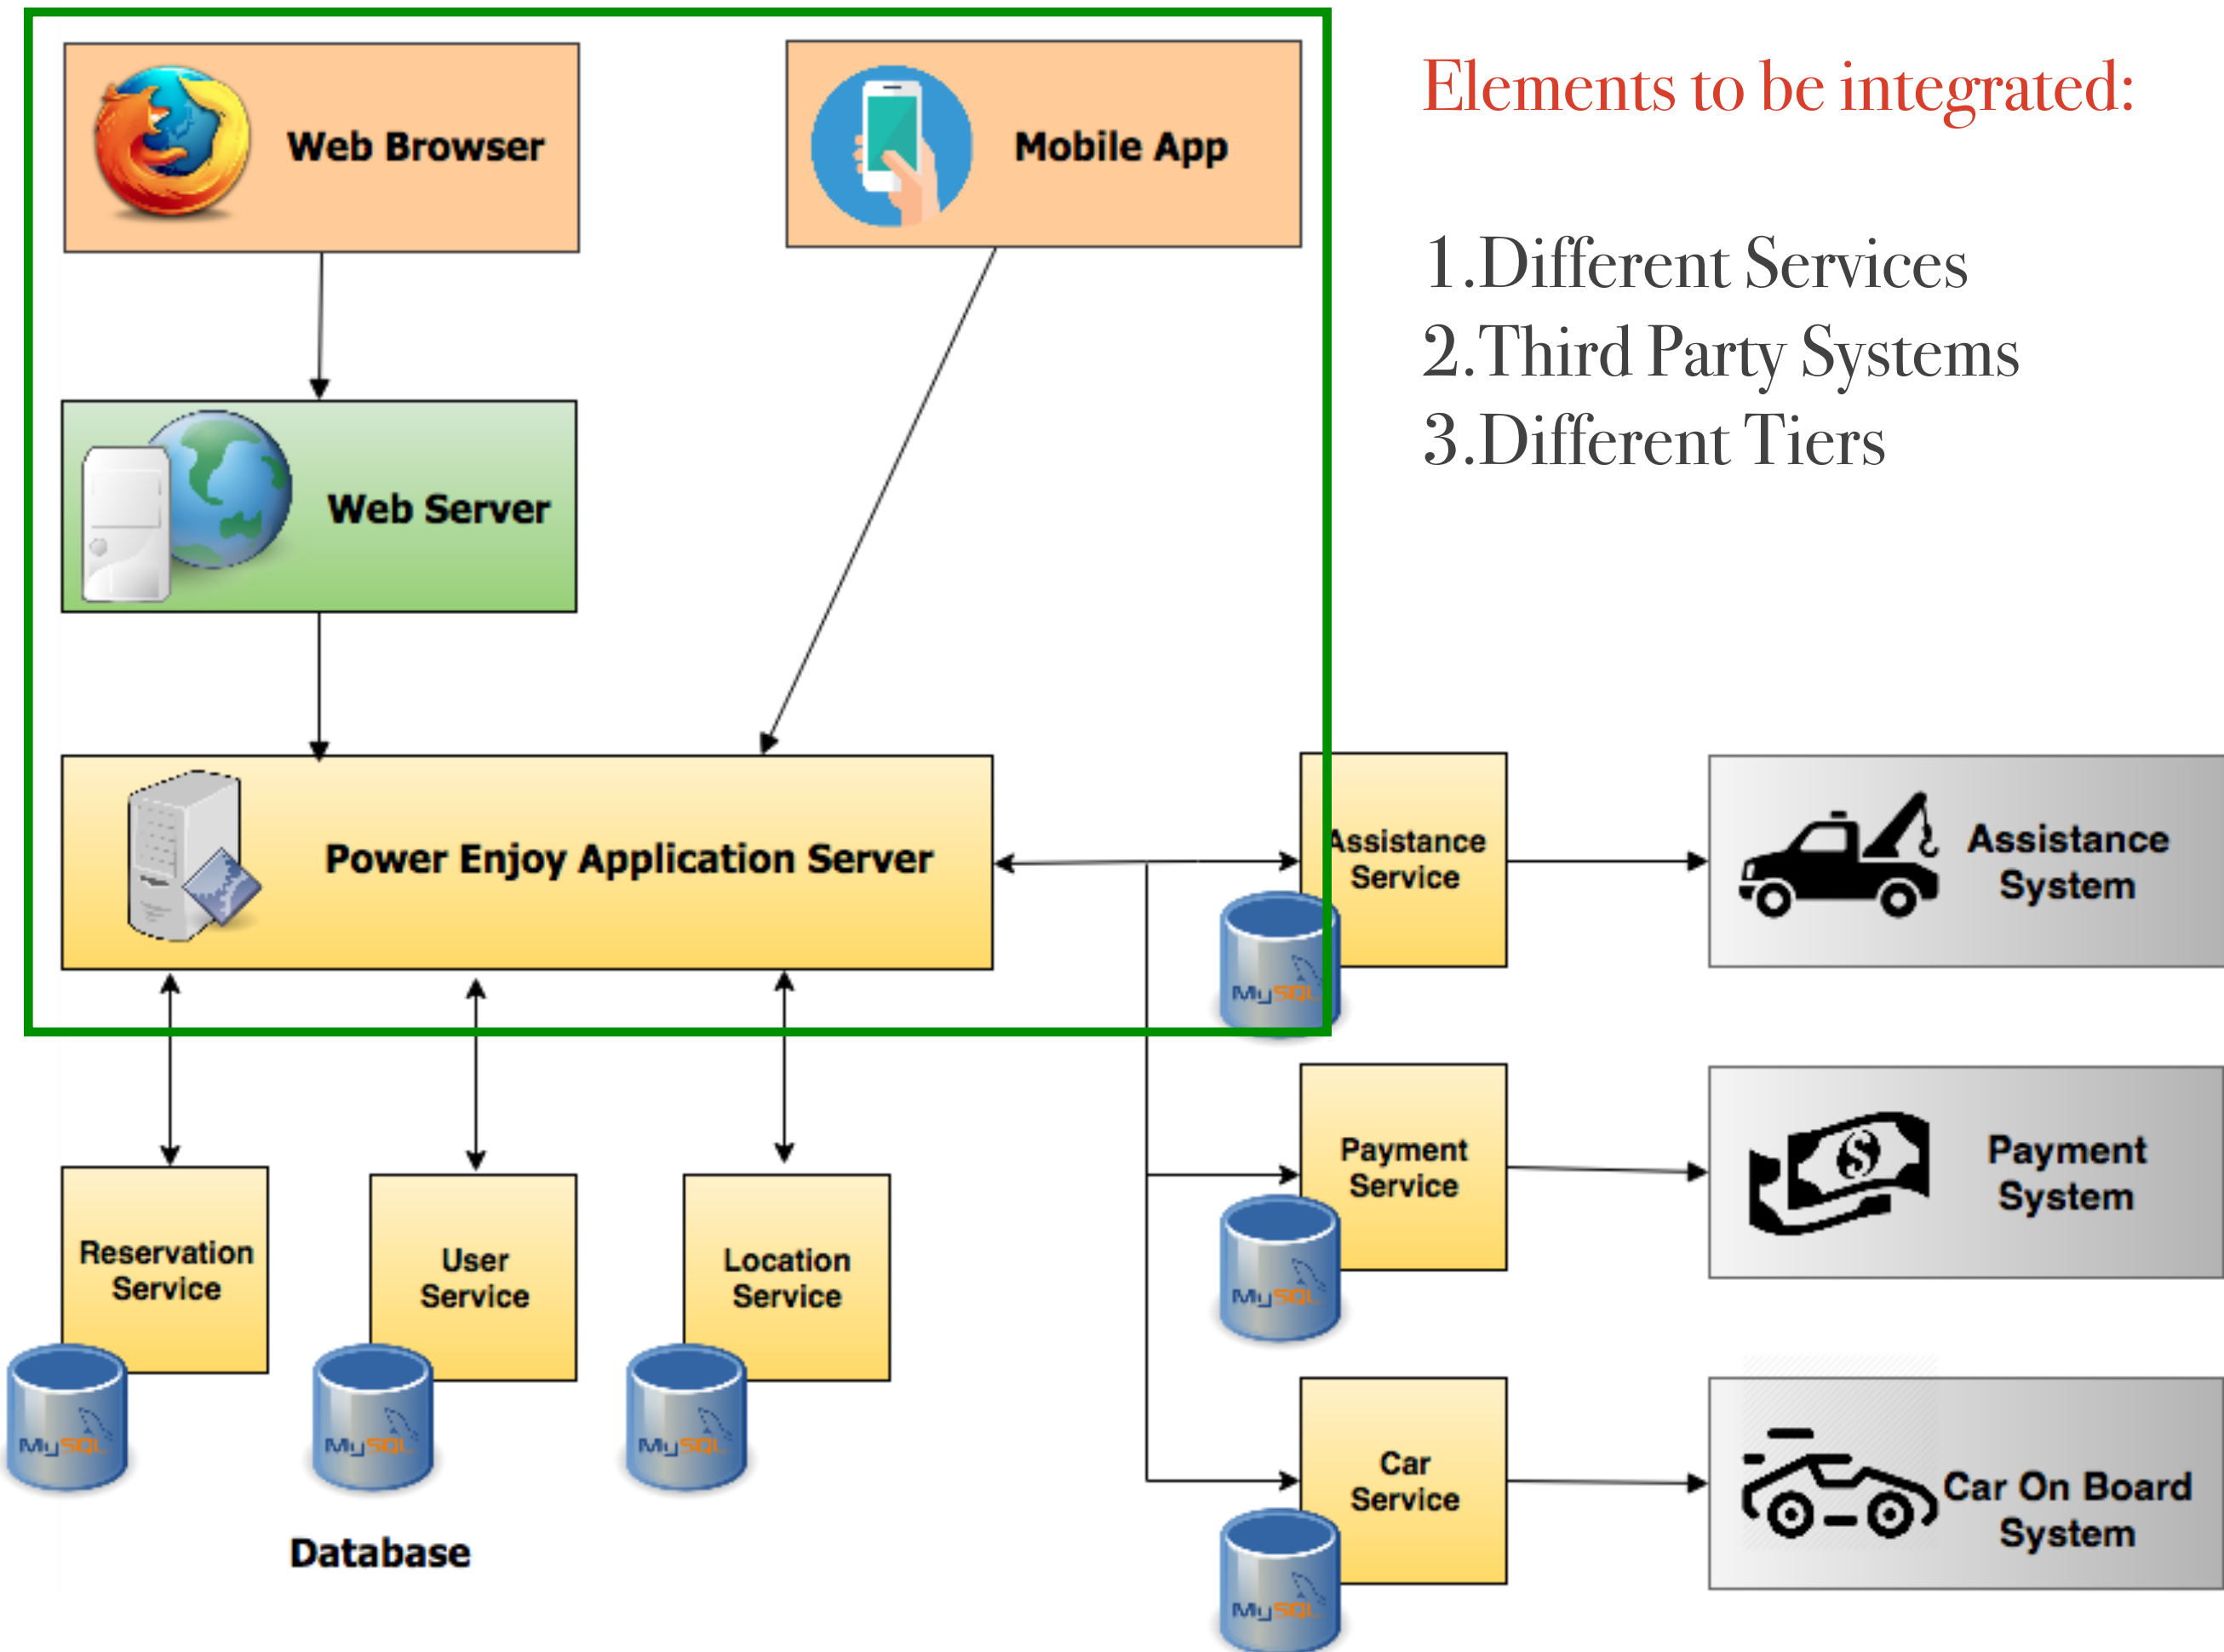 Web Browser
Mobile App
Elements to be integrated:
1.Different Services
2.Third Party Systems
3.Different Tiers
Web Server
Power Enjoy Application Server
Assistance
Service
MySQL
Assistance
System
Reservation
Service
MySQL
User
Service
MySQL
Location
Service
MySQL
Payment
Service
MySQL
Payment
System
Car
Service
MySQL
Car On Board
System
Database